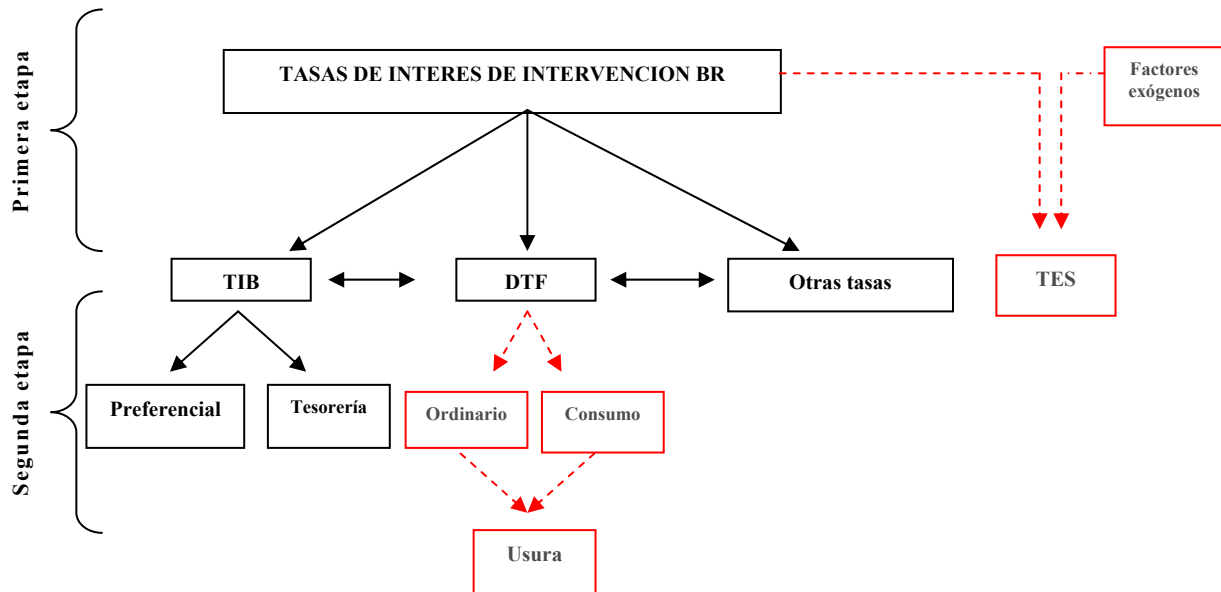 Primera etapa
TASAS DE INTERES DE INTERVENCION BR
Factores
exógenos
TIB
DTF
Otras tasas
TES
Segunda etapa
Preferencial
Tesorería
Ordinario
Consumo
Usura